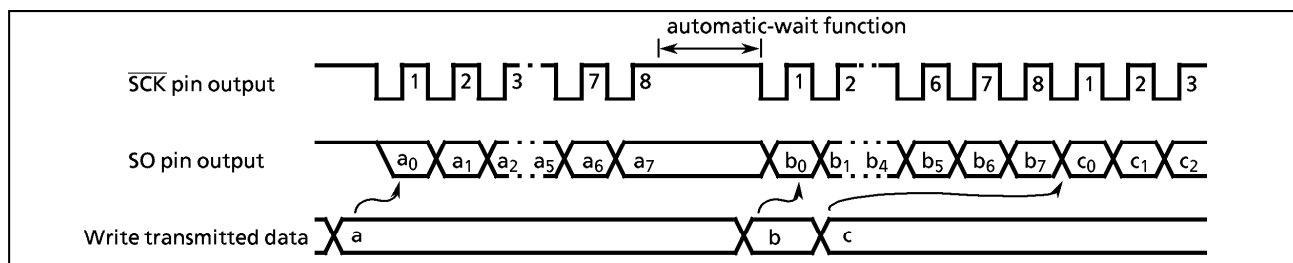 automatic-wait function
SCK pin output 1 2 3 7 8 1 2 6 7 8 1 2 3
SO pin output a0 a1 a2 a5 a6 a7 b0 b1 b4 b5 b6 b7 c0 c1 c2
Write transmitted data a b c